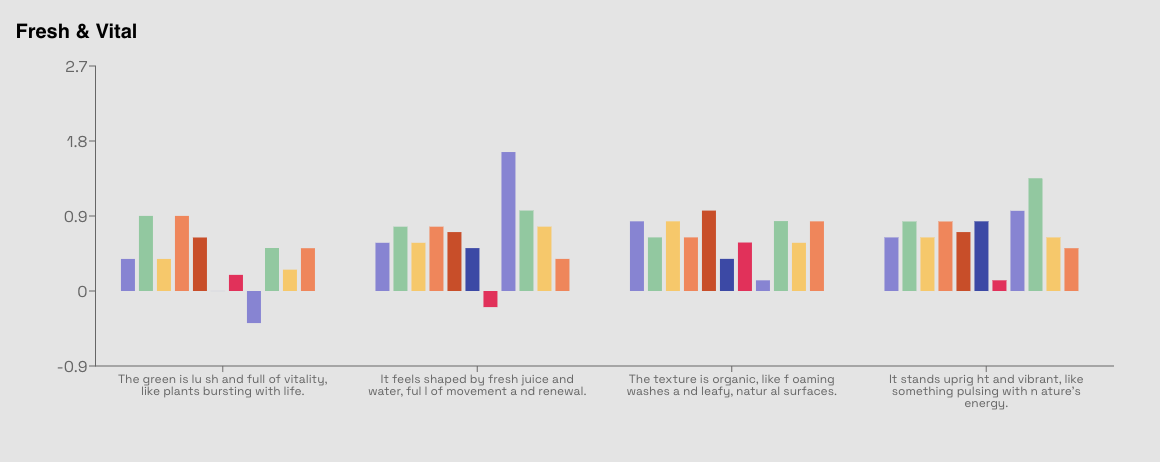 Fresh & Vital
2.7
1.8
0.9
0
-0.9
The green is lu sh and full of vitality,
like plants bursting with life.
It feels shaped by fresh juice and
water, ful l of movement a nd renewal.
The texture is organic, like f oaming
washes a nd leafy, natur al surfaces.
It stands uprig ht and vibrant, like
something pulsing with n ature's
energy.